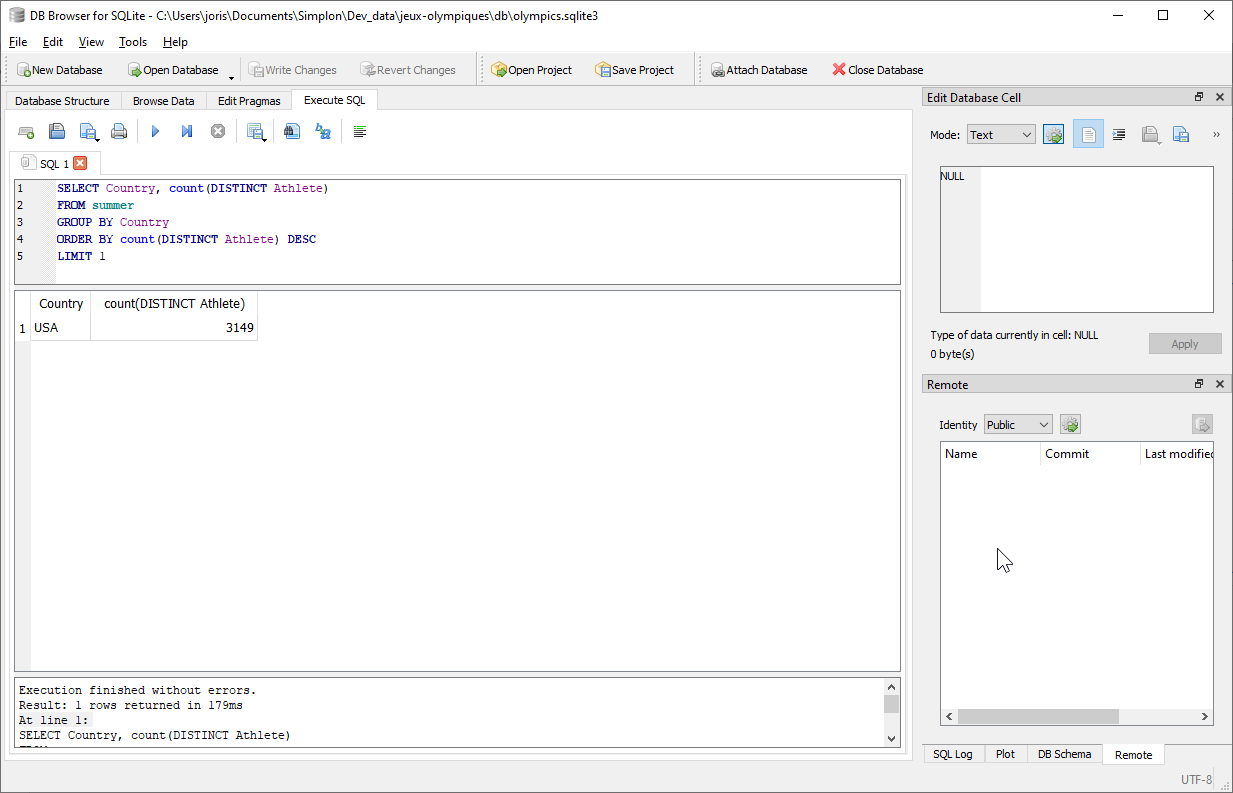 DB Browser for SQLite - C:\Users\joris\Documents\Simplon\Dev_data\jeux-olympiques\db\olympics.sqlite3
File Edit View Tools Help
New Database Open Database Write Changes Revert Changes Open Project Save Project Attach Database Close Database
Database Structure Browse Data Edit Pragmas Execute SQL
SQL 1
1 SELECT Country, count(DISTINCT Athlete)
2 FROM summer
3 GROUP BY Country
4 ORDER BY count(DISTINCT Athlete) DESC
5 LIMIT 1
Country count(DISTINCT Athlete)
1 USA 3149
Execution finished without errors.
Result: 1 rows returned in 179ms
At line 1:
SELECT Country, count(DISTINCT Athlete)
Edit Database Cell
Mode: Text
NULL
Type of data currently in cell: NULL
0 byte(s)
Apply
Remote
Identity Public
Name Commit Last modified
SQL Log Plot DB Schema Remote
UTF-8